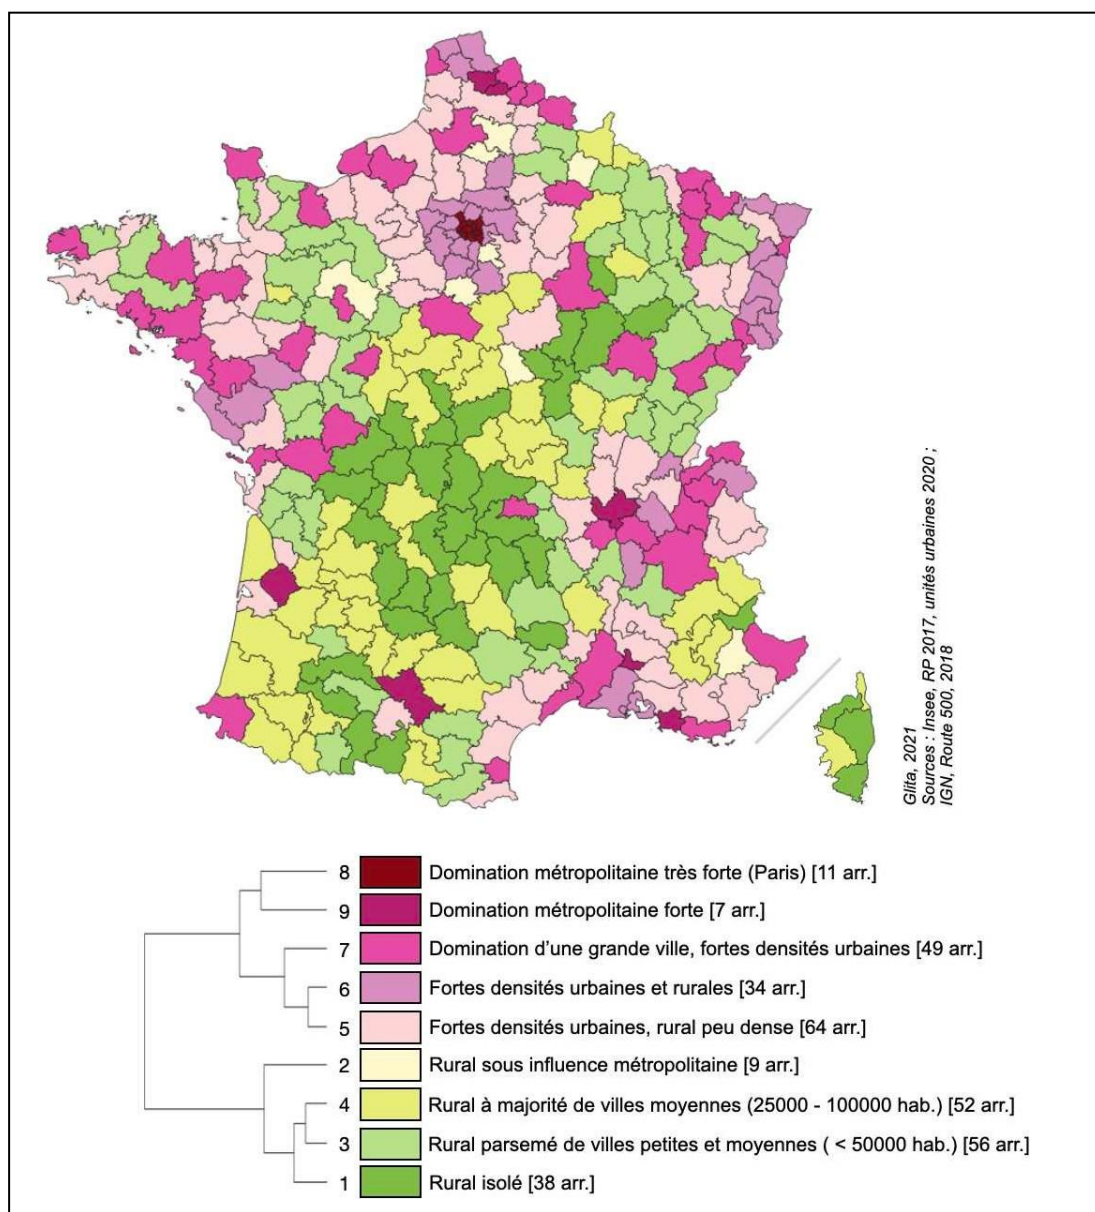 Glita, 2021
Sources : Insee, RP 2017, unités urbaines 2020 ;
IGN, Route 500, 2018
8 Domination métropolitaine très forte (Paris) [11 arr.]
9 Domination métropolitaine forte [7 arr.]
7 Domination d'une grande ville, fortes densités urbaines [49 arr.]
6 Fortes densités urbaines et rurales [34 arr.]
5 Fortes densités urbaines, rural peu dense [64 arr.]
2 Rural sous influence métropolitaine [9 arr.]
4 Rural à majorité de villes moyennes (25000 - 100000 hab.) [52 arr.]
3 Rural parsemé de villes petites et moyennes ( < 50000 hab.) [56 arr.]
1 Rural isolé [38 arr.]